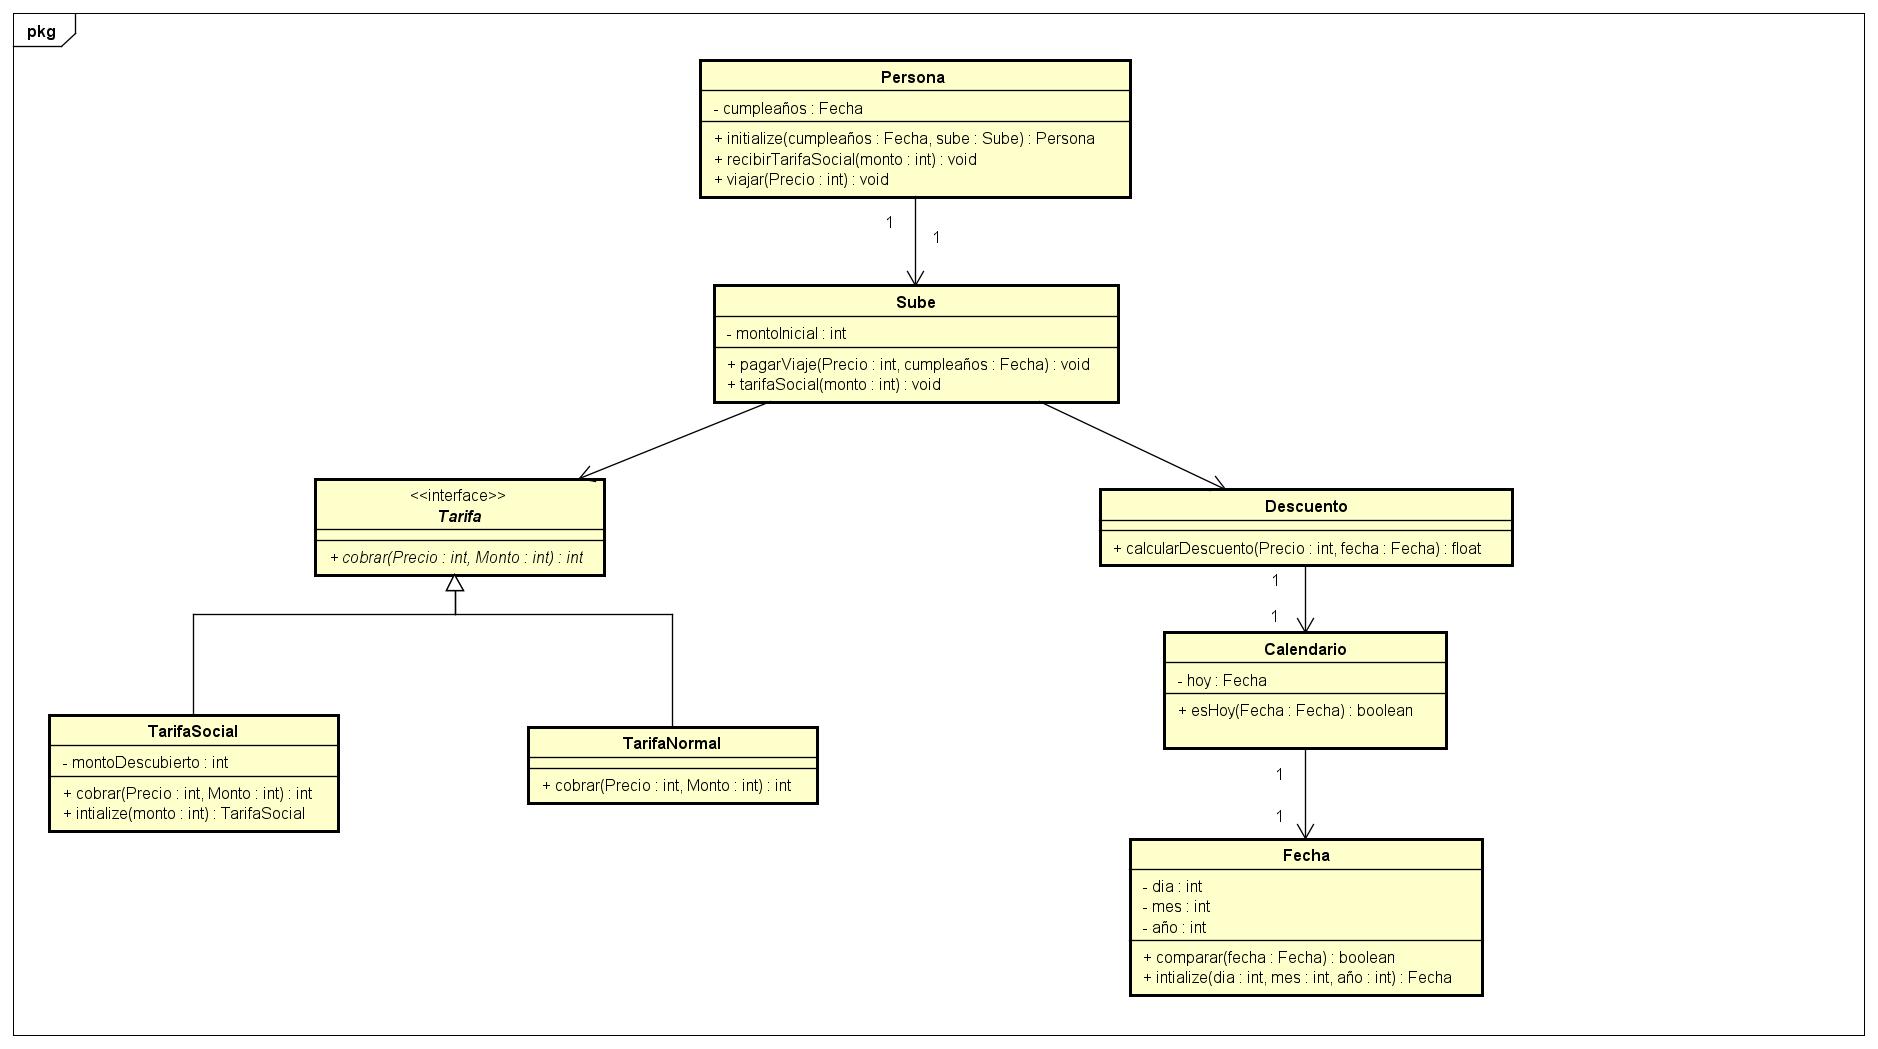 pkg
Persona
- cumpleaños : Fecha
+ initialize(cumpleaños : Fecha, sube : Sube) : Persona
+ recibirTarifaSocial(monto : int) : void
+ viajar(Precio : int) : void
1
1
Sube
- montoInicial : int
+ pagarViaje(Precio : int, cumpleaños : Fecha) : void
+ tarifaSocial(monto : int) : void
<<interface>>
Tarifa
+ cobrar(Precio : int, Monto : int) : int
Descuento
+ calcularDescuento(Precio : int, fecha : Fecha) : float
1
1
Calendario
- hoy : Fecha
+ esHoy(Fecha : Fecha) : boolean
TarifaSocial
- montoDescubierto : int
+ cobrar(Precio : int, Monto : int) : int
+ intialize(monto : int) : TarifaSocial
TarifaNormal
+ cobrar(Precio : int, Monto : int) : int
1
1
Fecha
- dia : int
- mes : int
- año : int
+ comparar(fecha : Fecha) : boolean
+ intialize(dia : int, mes : int, año : int) : Fecha